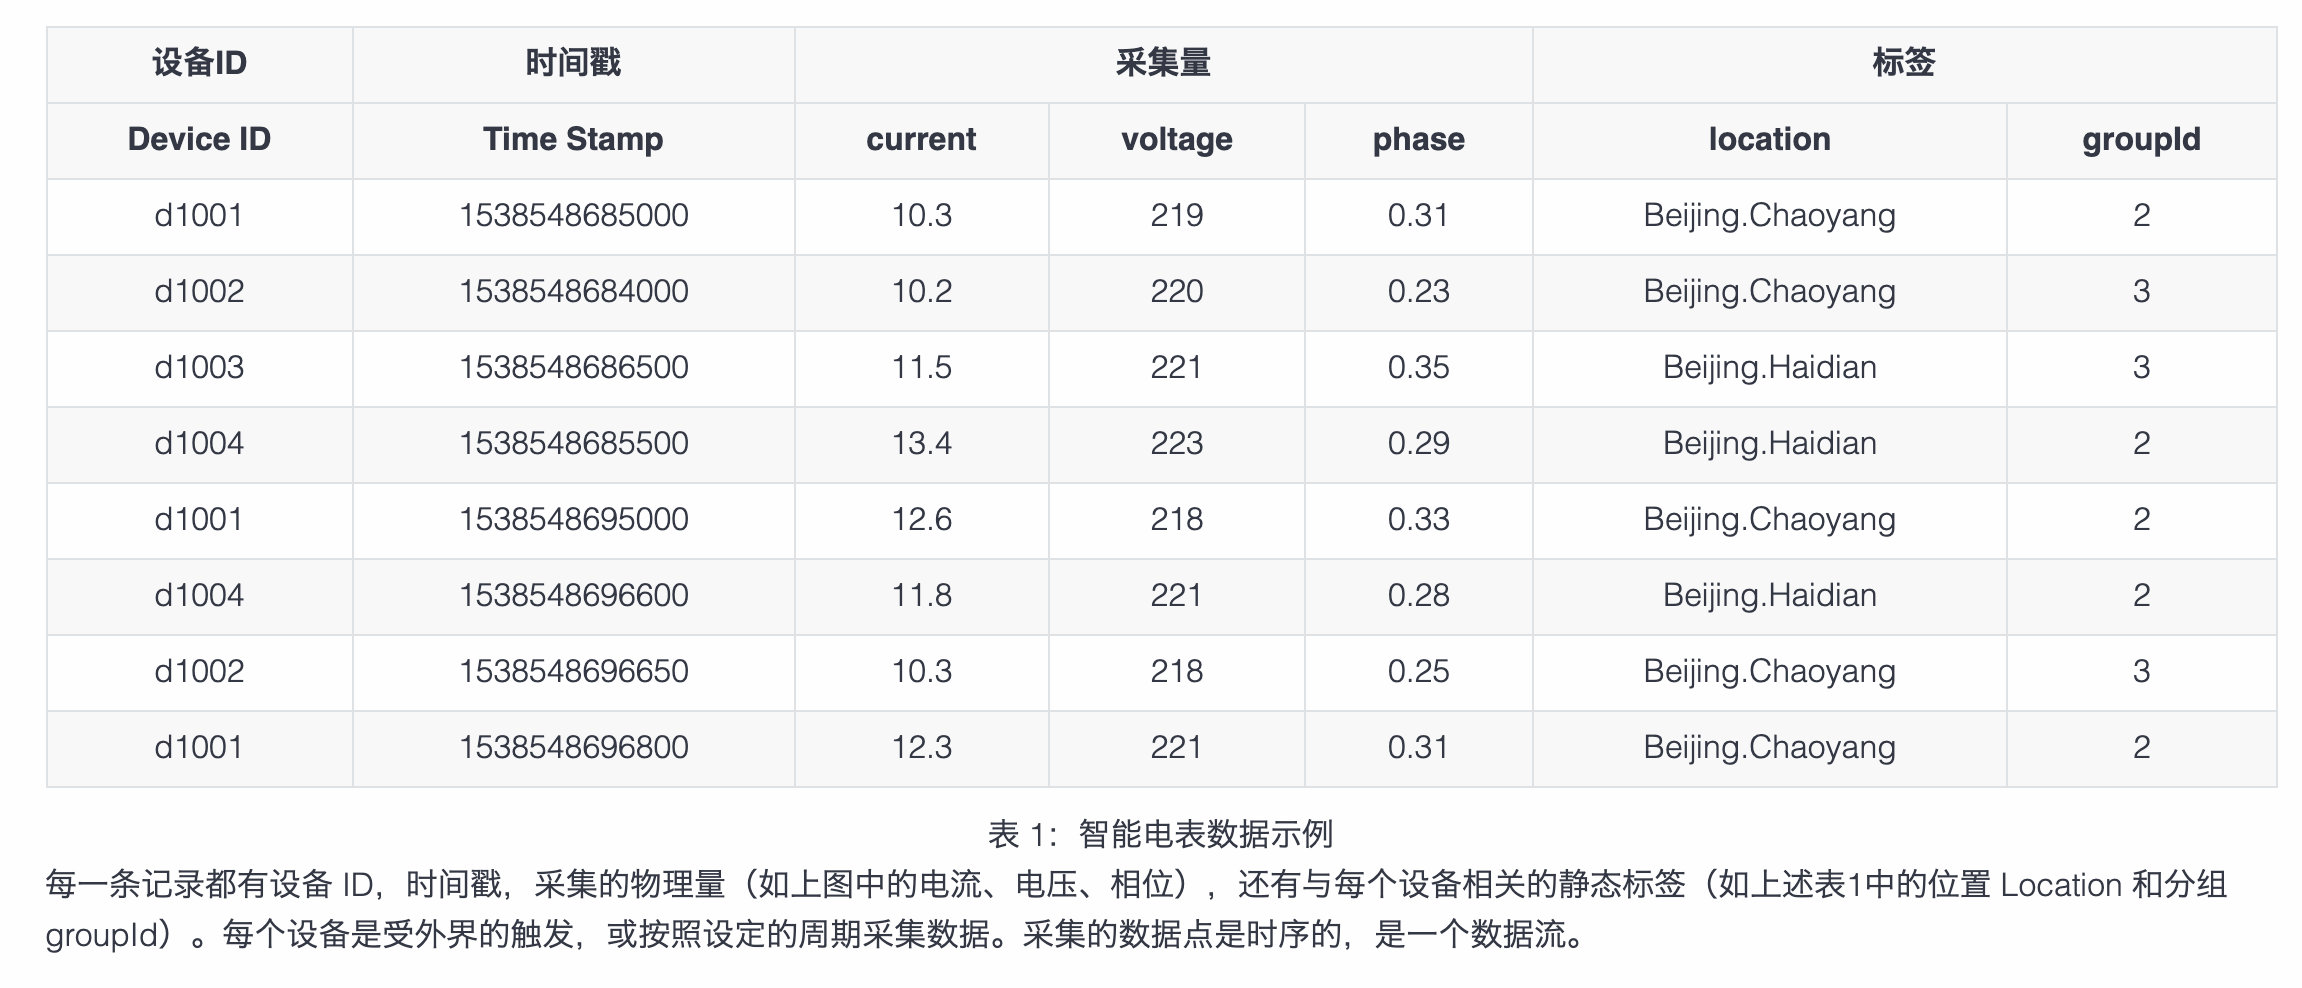 设备ID 时间戳 采集量 标签
Device ID Time Stamp current voltage phase location groupId
d1001 1538548685000 10.3 219 0.31 Beijing.Chaoyang 2
d1002 1538548684000 10.2 220 0.23 Beijing.Chaoyang 3
d1003 1538548686500 11.5 221 0.35 Beijing.Haidian 3
d1004 1538548685500 13.4 223 0.29 Beijing.Haidian 2
d1001 1538548695000 12.6 218 0.33 Beijing.Chaoyang 2
d1004 1538548696600 11.8 221 0.28 Beijing.Haidian 2
d1002 1538548696650 10.3 218 0.25 Beijing.Chaoyang 3
d1001 1538548696800 12.3 221 0.31 Beijing.Chaoyang 2
表 1：智能电表数据示例
每一条记录都有设备 ID，时间戳，采集的物理量（如上图中的电流、电压、相位），还有与每个设备相关的静态标签（如上述表1中的位置 Location 和分组
groupId）。每个设备是受外界的触发，或按照设定的周期采集数据。采集的数据点是时序的，是一个数据流。